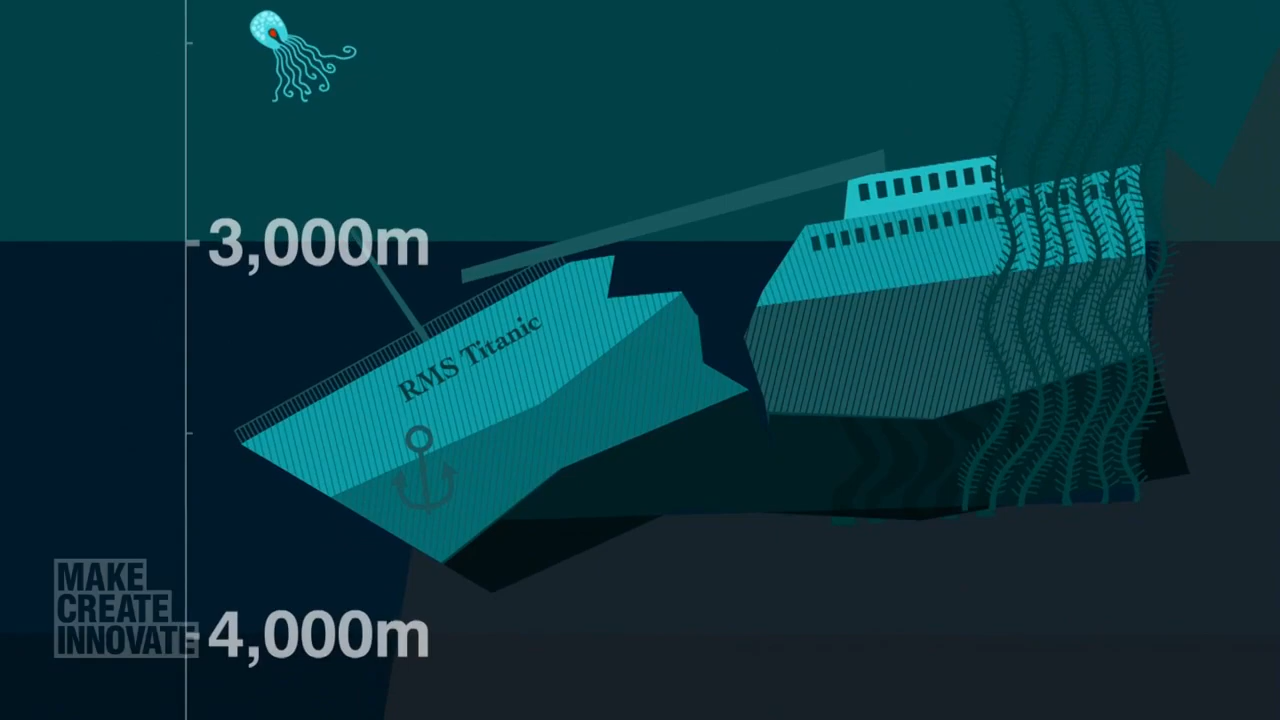 3,000m
RMS Titanic
MAKE
CREATE
INNOVATE
4,000m